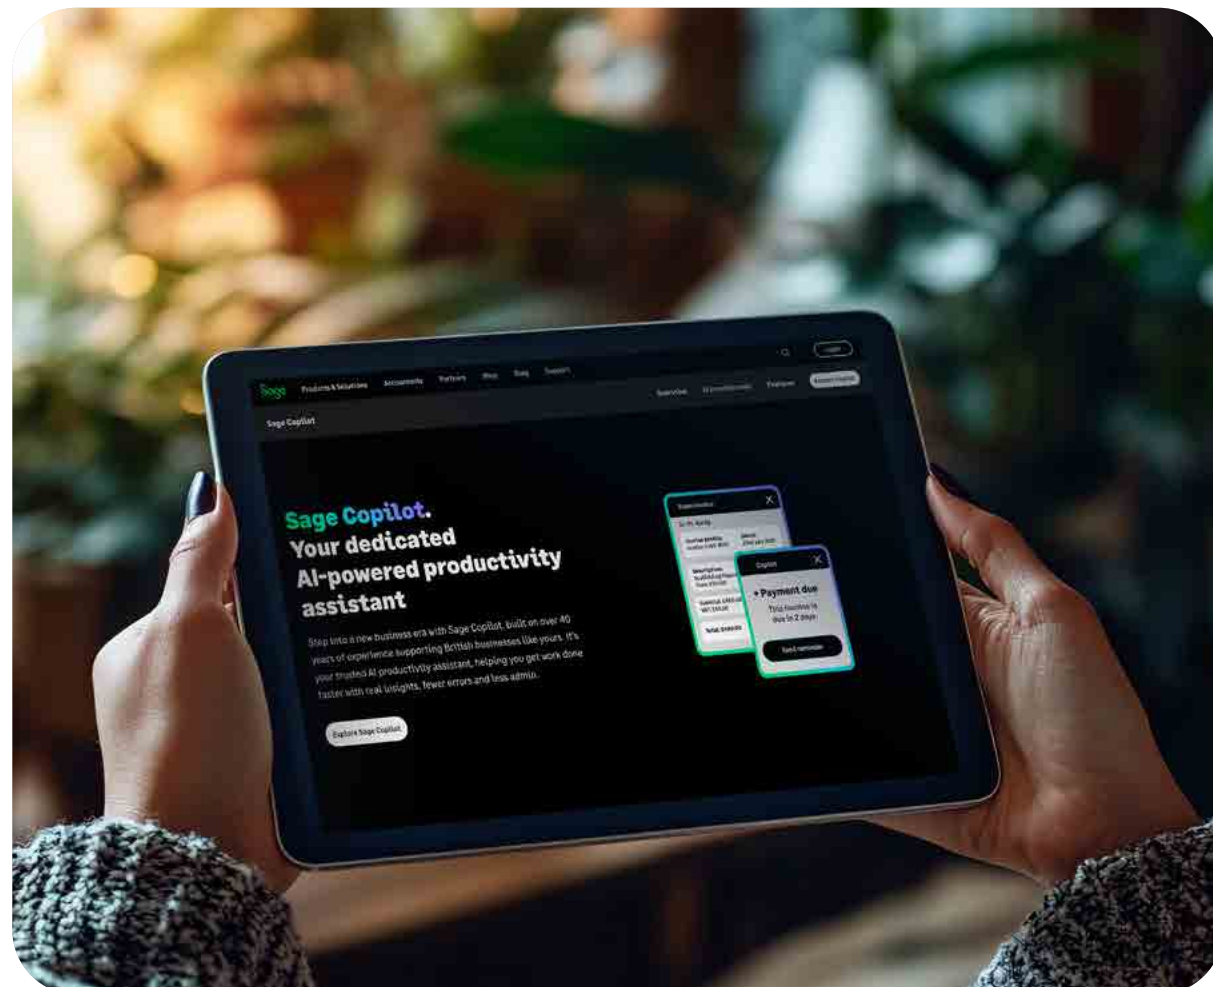 Sage Products & Solutions Accountants Partners Blog Support
Login
Sage Copilot
Overview Features
Sage Copilot.
Your dedicated
AI-powered productivity
assistant
Step into a new business era with Sage Copilot, built on over 40
years of experience supporting British businesses like yours. It's
your trusted AI productivity assistant, helping you get work done
faster with real insights, fewer errors and less admin.
Explore Sage Copilot
Copilot
Payment due
This invoice is
due in 2 days.
Send reminder